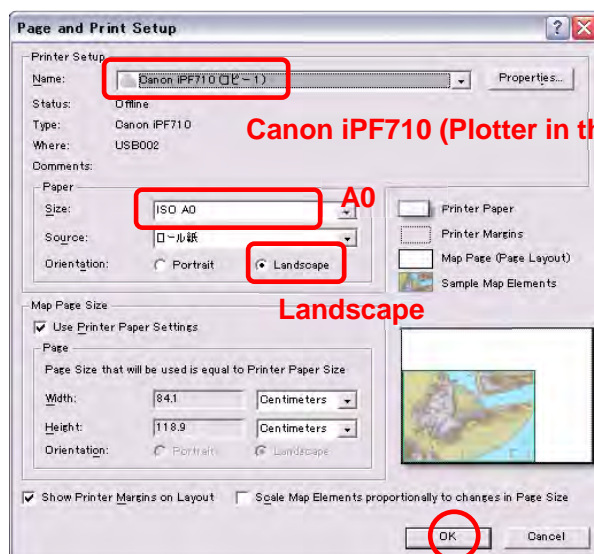 Page and Print Setup
Printer Setup
Name: Canon iPF710 (コピー 1) Properties...
Status: Offline
Type: Canon iPF710
Canon iPF710 (Plotter in th
Where: USB002
Comments:
Paper
Size: ISO A0
A0
Source: ロール紙
Orientation: Portrait Landscape
Landscape
Printer Paper
Printer Margins
Map Page (Page Layout)
Sample Map Elements
Map Page Size
Use Printer Paper Settings
Page
Page Size that will be used is equal to Printer Paper Size
Width: 84.1 Centimeters
Height: 118.9 Centimeters
Orientation: Portrait Landscape
Show Printer Margins on Layout Scale Map Elements proportionally to changes in Page Size
OK Cancel